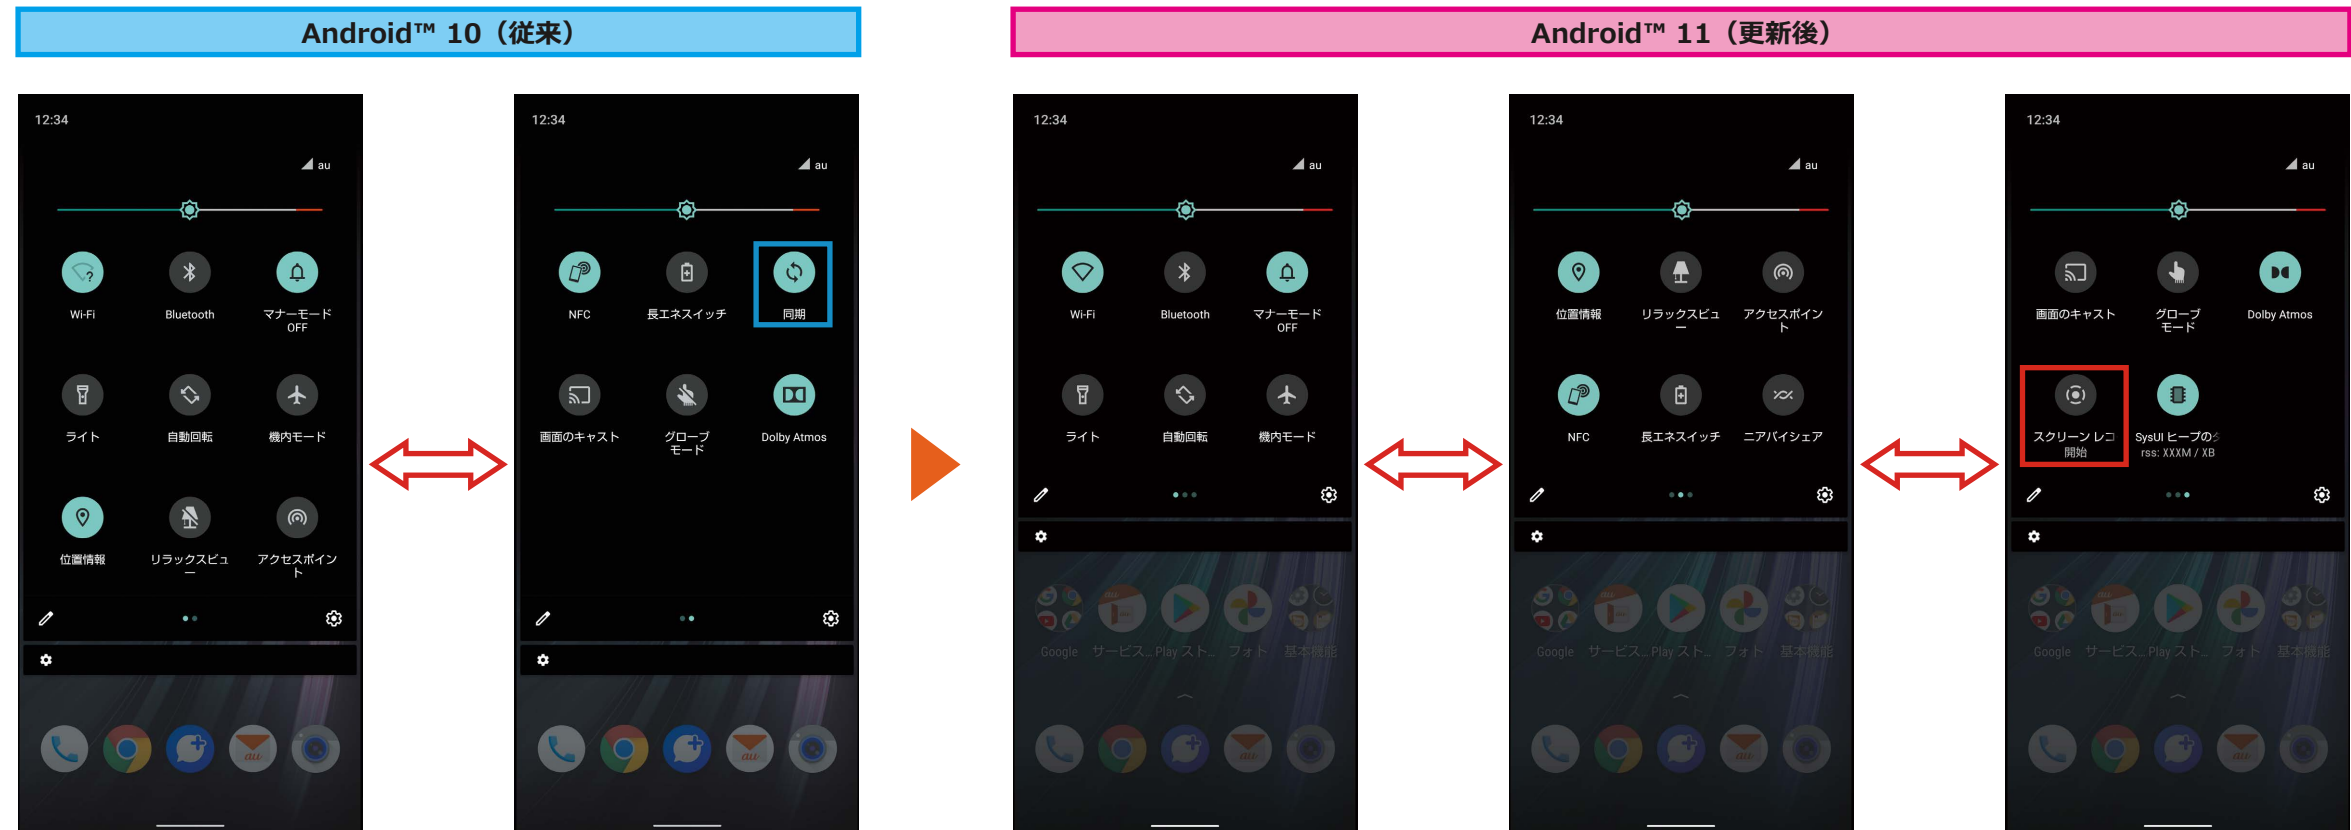 Android™ 10（従来）
Android™ 11（更新後）
12:34
au
Wi-Fi
Bluetooth
マナーモード
OFF
ライト
自動回転
機内モード
位置情報
リラックスビュ
ー
アクセスポイン
ト
au
12:34
au
NFC
長エネスイッチ
同期
画面のキャスト
グローブ
モード
Dolby Atmos
au
12:34
au
Wi-Fi
Bluetooth
マナーモード
OFF
ライト
自動回転
機内モード
au
Google
サービス...
Play スト...
フォト
基本機能
au
12:34
au
位置情報
リラックスビュ
ー
アクセスポイン
ト
NFC
長エネスイッチ
ニアバイシェア
au
Google
サービス...
Play スト...
フォト
基本機能
au
12:34
au
画面のキャスト
グローブ
モード
Dolby Atmos
スクリーン レコ
開始
SysUI ヒープの
rss: XXXM / XB
au
Google
サービス...
Play スト...
フォト
基本機能
au